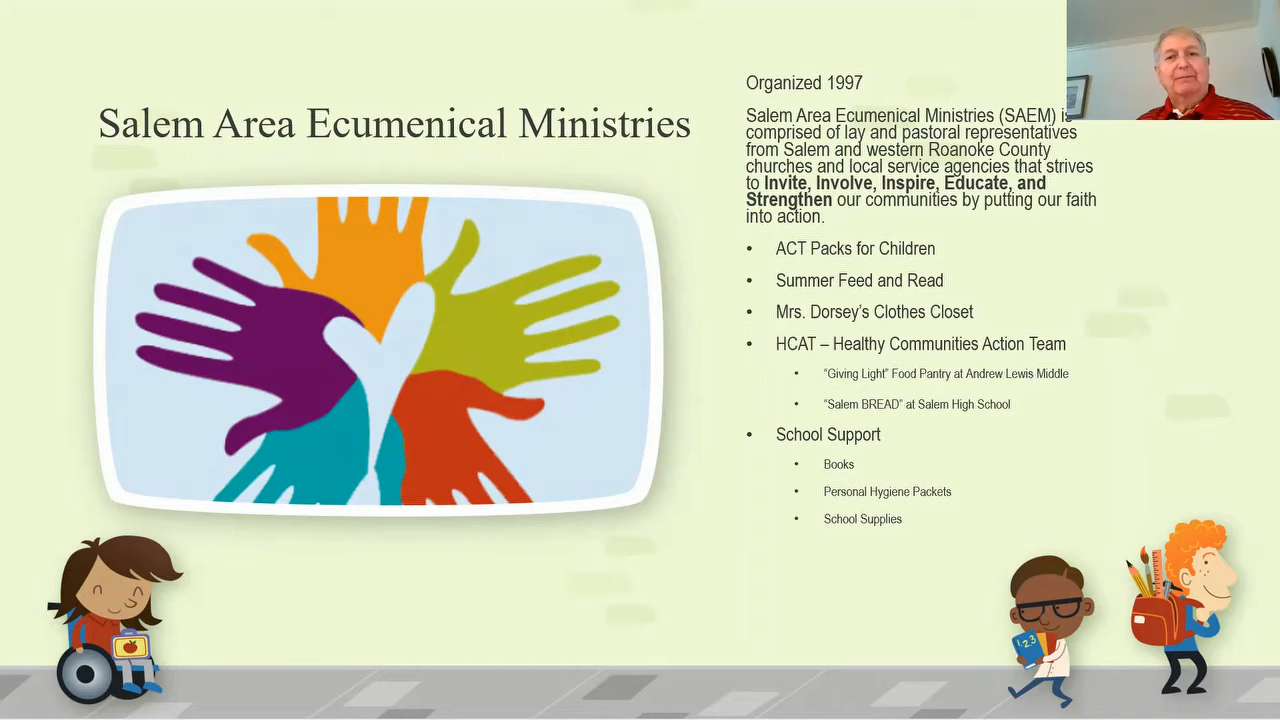 Salem Area Ecumenical Ministries
Organized 1997
Salem Area Ecumenical Ministries (SAEM) is
comprised of lay and pastoral representatives
from Salem and western Roanoke County
churches and local service agencies that strives
to Invite, Involve, Inspire, Educate, and
Strengthen our communities by putting our faith
into action.
• ACT Packs for Children
• Summer Feed and Read
• Mrs. Dorsey’s Clothes Closet
• HCAT – Healthy Communities Action Team
• “Giving Light” Food Pantry at Andrew Lewis Middle
• “Salem BREAD” at Salem High School
• School Support
• Books
• Personal Hygiene Packets
• School Supplies
1 2 3